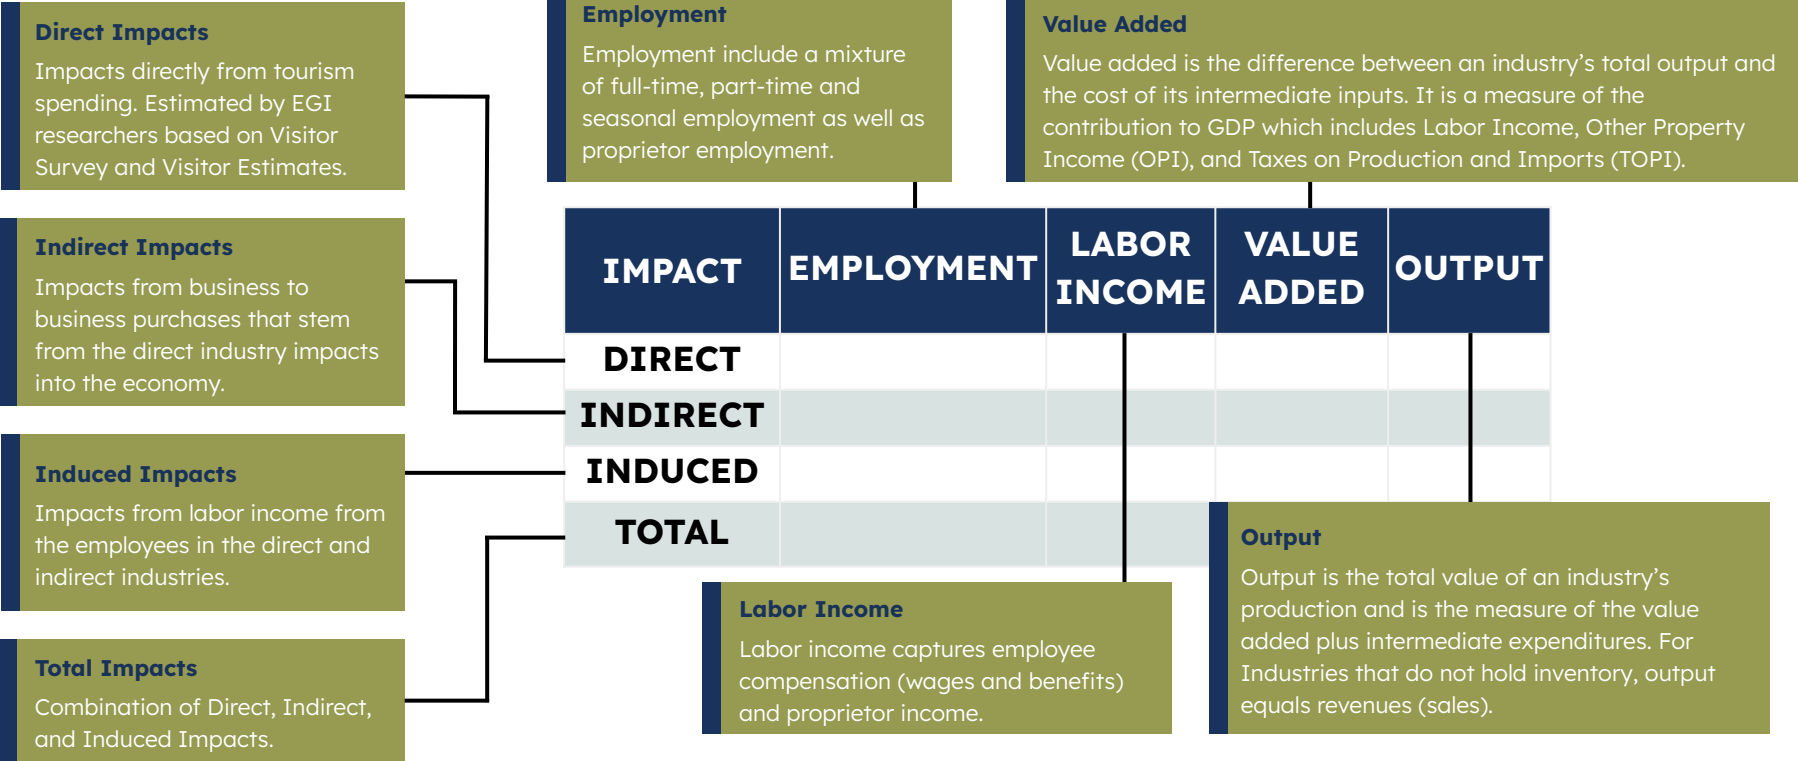 Direct Impacts
Impacts directly from tourism
spending. Estimated by EGI
researchers based on Visitor
Survey and Visitor Estimates.
Indirect Impacts
Impacts from business to
business purchases that stem
from the direct industry impacts
into the economy.
Induced Impacts
Impacts from labor income from
the employees in the direct and
indirect industries.
Total Impacts
Combination of Direct, Indirect,
and Induced Impacts.
Employment
Employment include a mixture
of full-time, part-time and
seasonal employment as well as
proprietor employment.
Value Added
Value added is the difference between an industry’s total output and
the cost of its intermediate inputs. It is a measure of the
contribution to GDP which includes Labor Income, Other Property
Income (OPI), and Taxes on Production and Imports (TOPI).
IMPACT
EMPLOYMENT
LABOR
INCOME
VALUE
ADDED
OUTPUT
DIRECT
INDIRECT
INDUCED
TOTAL
Labor Income
Labor income captures employee
compensation (wages and benefits)
and proprietor income.
Output
Output is the total value of an industry’s
production and is the measure of the value
added plus intermediate expenditures. For
Industries that do not hold inventory, output
equals revenues (sales).